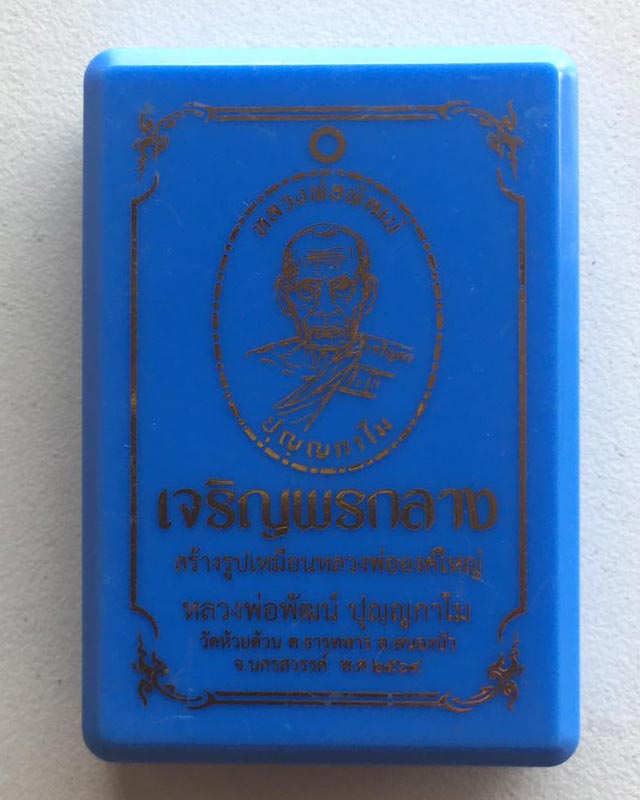 หลวงพ่อพัฒน์
ปุญฺญกาโม
เจริญพรกลาง
สร้างรูปเหมือนหลวงพ่อองค์ใหญ่
หลวงพ่อพัฒน์ ปุญฺญกาโม
วัดห้วยด้วน ต.ธารทหาร อ.หนองบัว
จ.นครสวรรค์ พ.ศ.